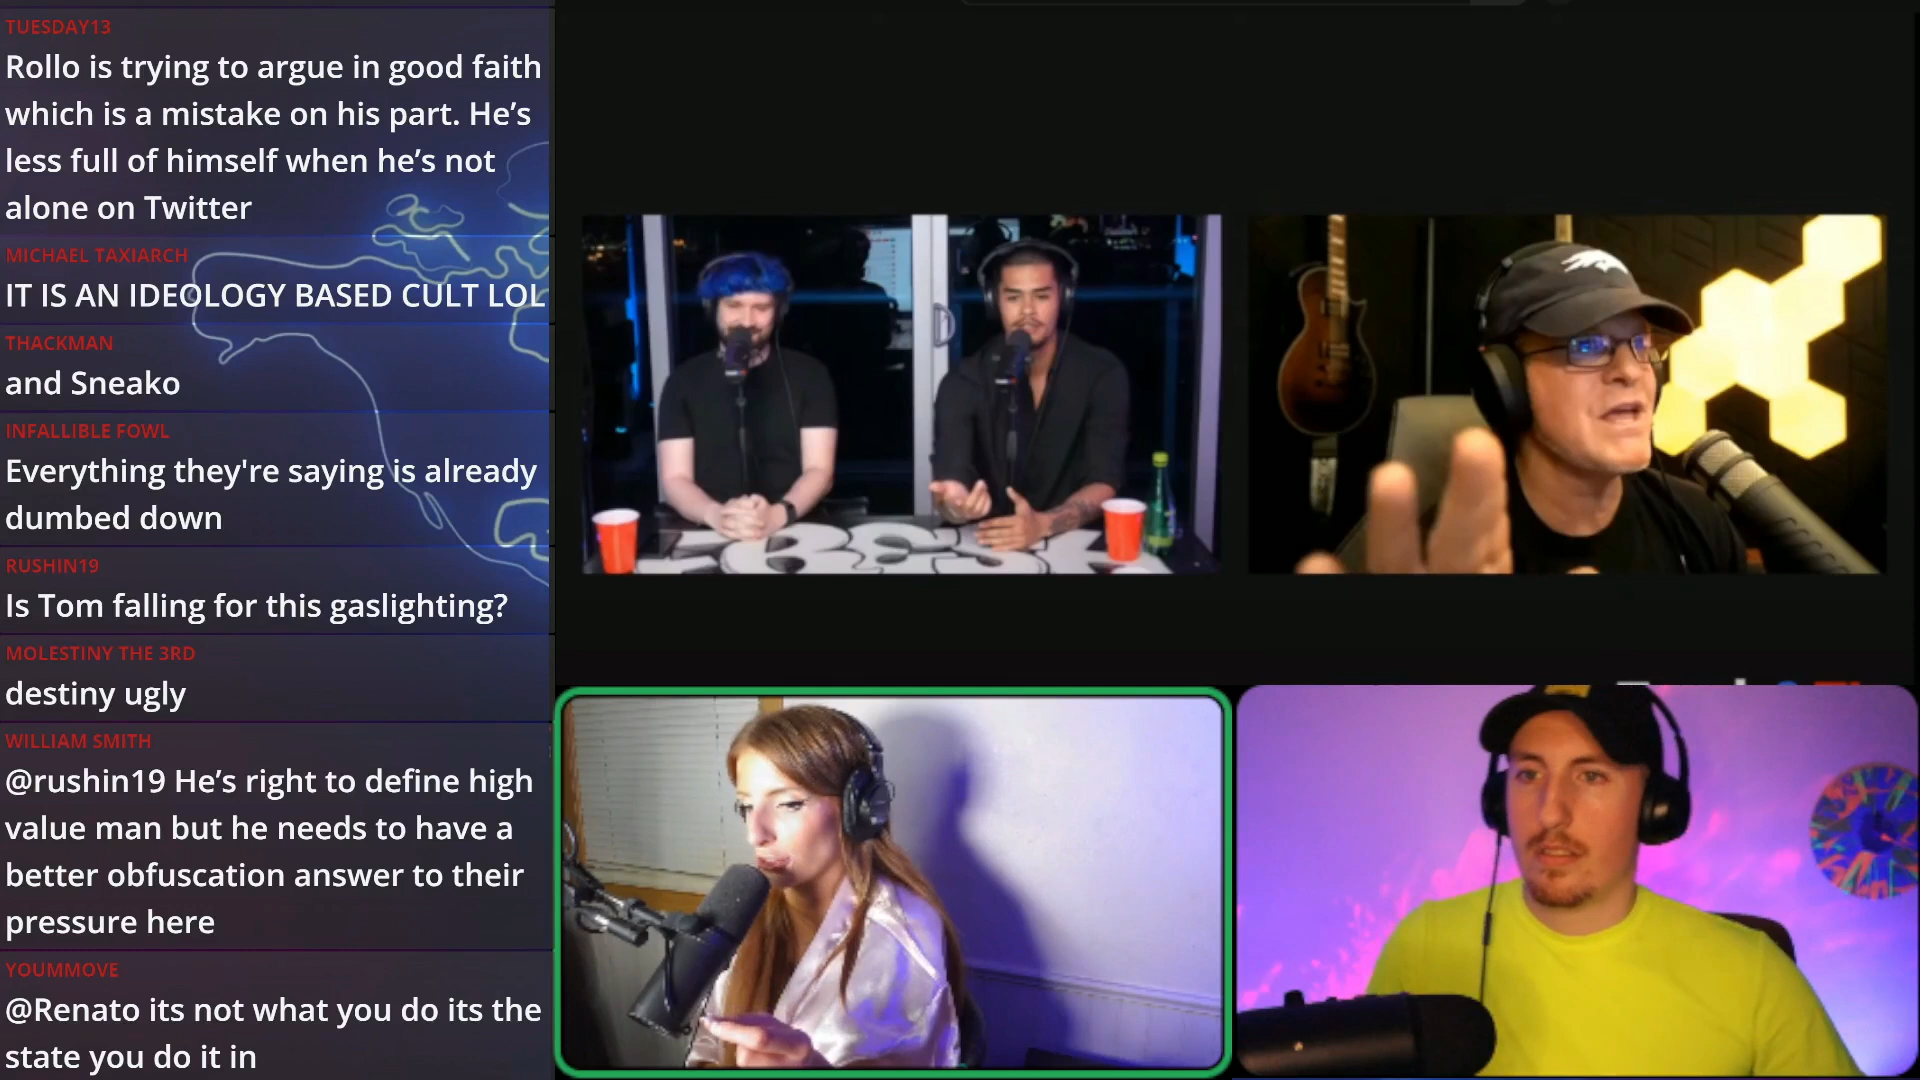 TUESDAY13
Rollo is trying to argue in good faith
which is a mistake on his part. He’s
less full of himself when he’s not
alone on Twitter
MICHAEL TAXIARCH
IT IS AN IDEOLOGY BASED CULT LOL
THACKMAN
and Sneako
INFALLIBLE FOWL
Everything they're saying is already
dumbed down
RUSHIN19
Is Tom falling for this gaslighting?
MOLESTINY THE 3RD
destiny ugly
WILLIAM SMITH
@rushin19 He’s right to define high
value man but he needs to have a
better obfuscation answer to their
pressure here
YOUMMOVE
@Renato its not what you do its the
state you do it in